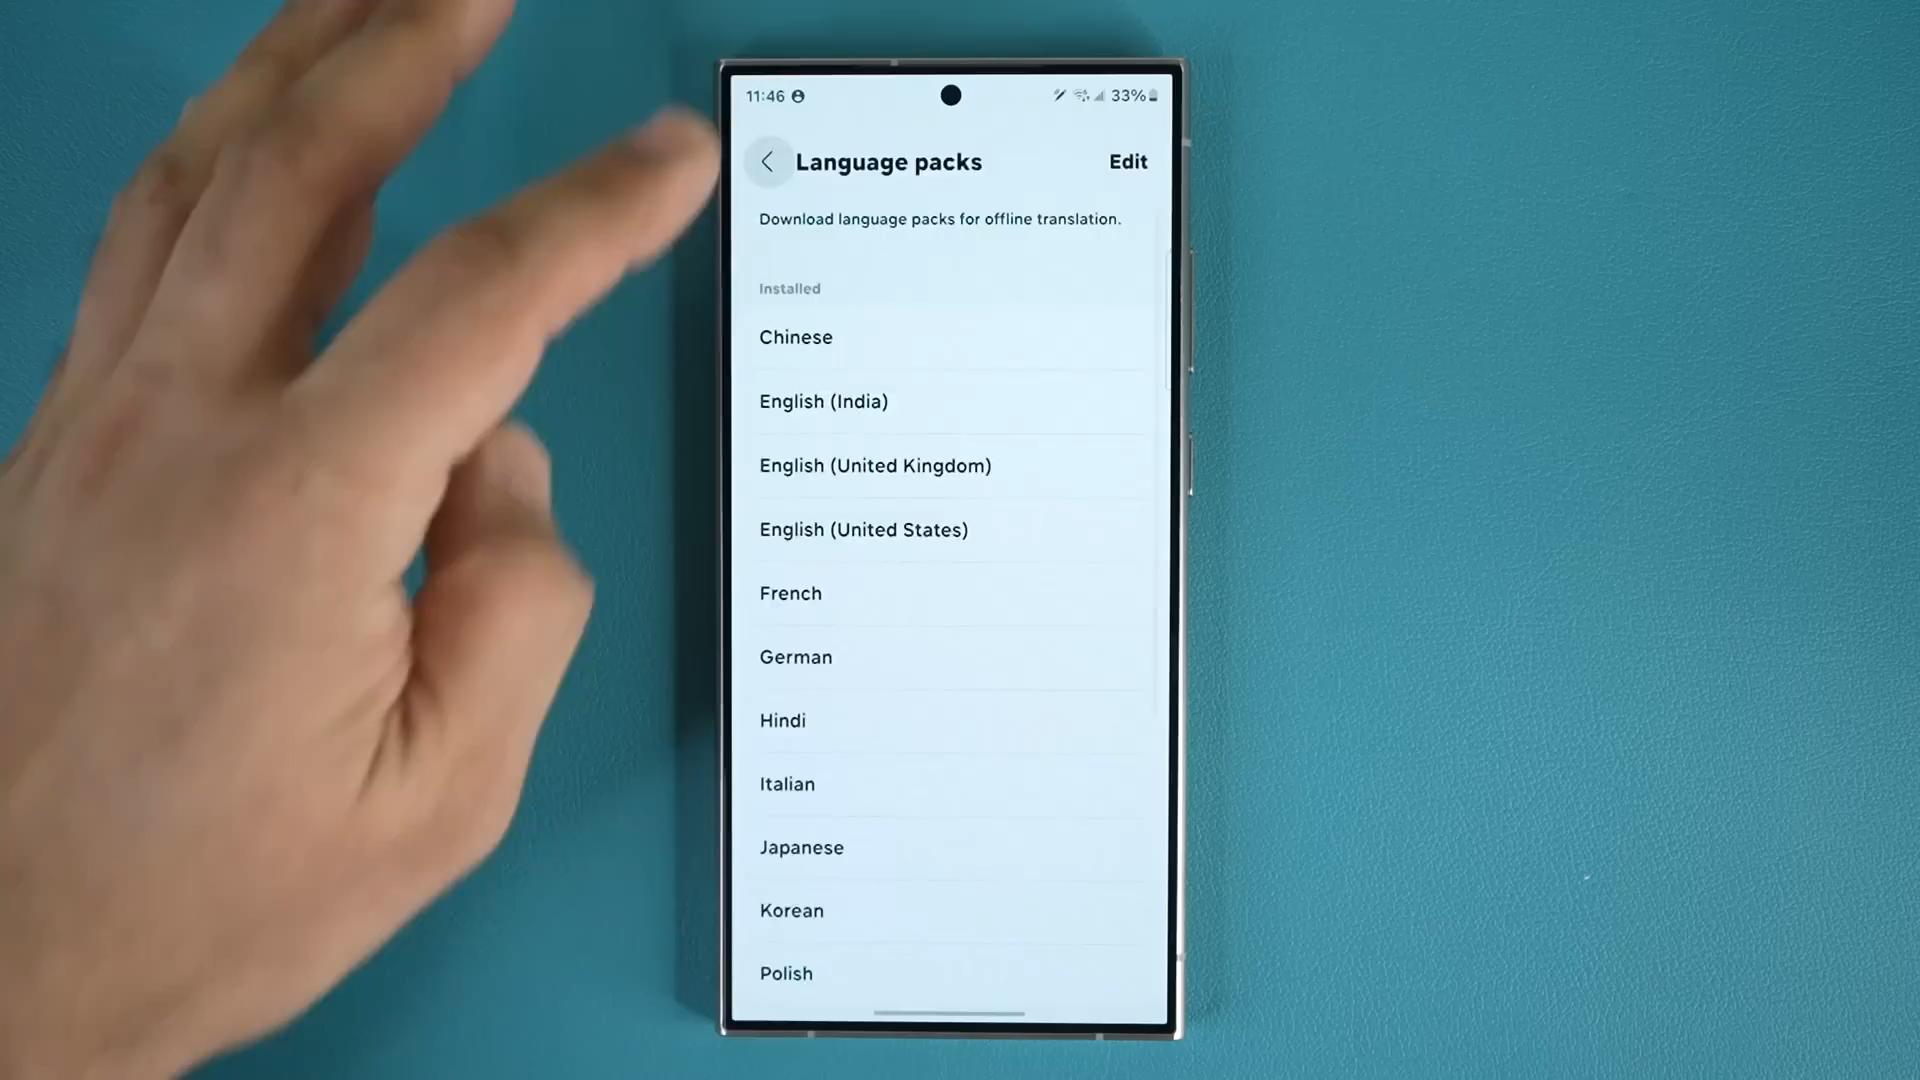 11:46 33%
Language packs Edit
Download language packs for offline translation.
Installed
Chinese
English (India)
English (United Kingdom)
English (United States)
French
German
Hindi
Italian
Japanese
Korean
Polish